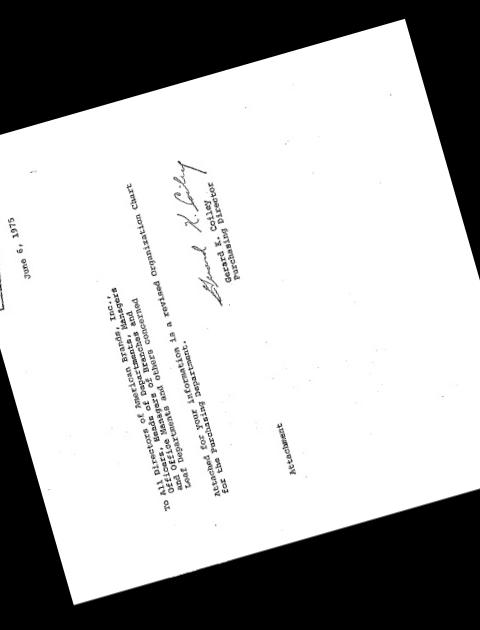 June 6, 1975
To All Directors of American Brands, Inc.,
Officers, Heads of Departments, Managers
and Office Managers of Branches and
Leaf Departments and others concerned
Attached for your information is a revised Organization Chart
for the Purchasing Department.
Gerard K. Coiley
Gerard K. Coiley
Purchasing Director
Attachment